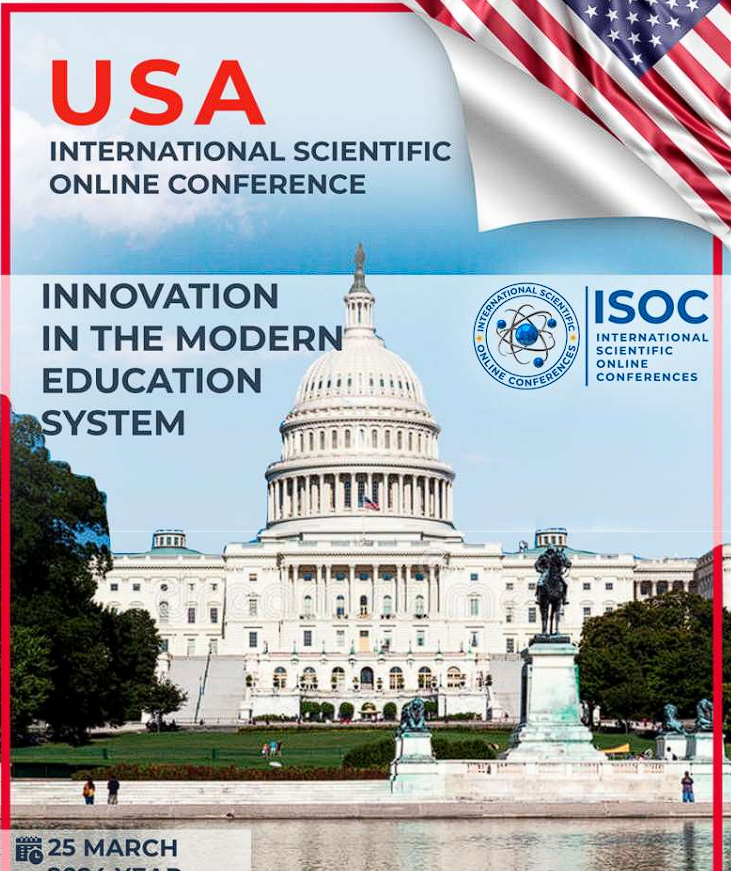 USA
INTERNATIONAL SCIENTIFIC
ONLINE CONFERENCE
INNOVATION
IN THE MODERN
EDUCATION
SYSTEM
INTERNATIONAL SCIENTIFIC
ONLINE CONFERENCES
ISOC
INTERNATIONAL
SCIENTIFIC
ONLINE
CONFERENCES
25 MARCH